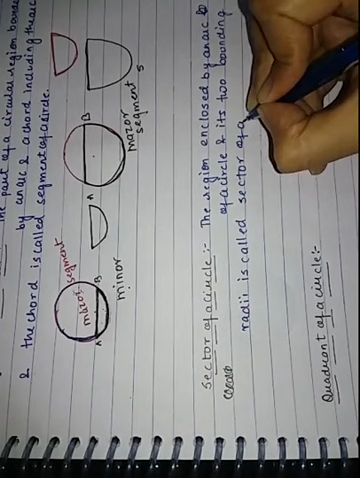 The part of a circular region bounded
by an arc & a chord including the arc
& the chord is called segment of a circle.
major
segment
A
B
minor
A
B
mazor
segment
S
Sector of a circle:- The region enclosed by an arc
of a circle & its two bounding
radii is called sector of a
Quadrant of a circle:-